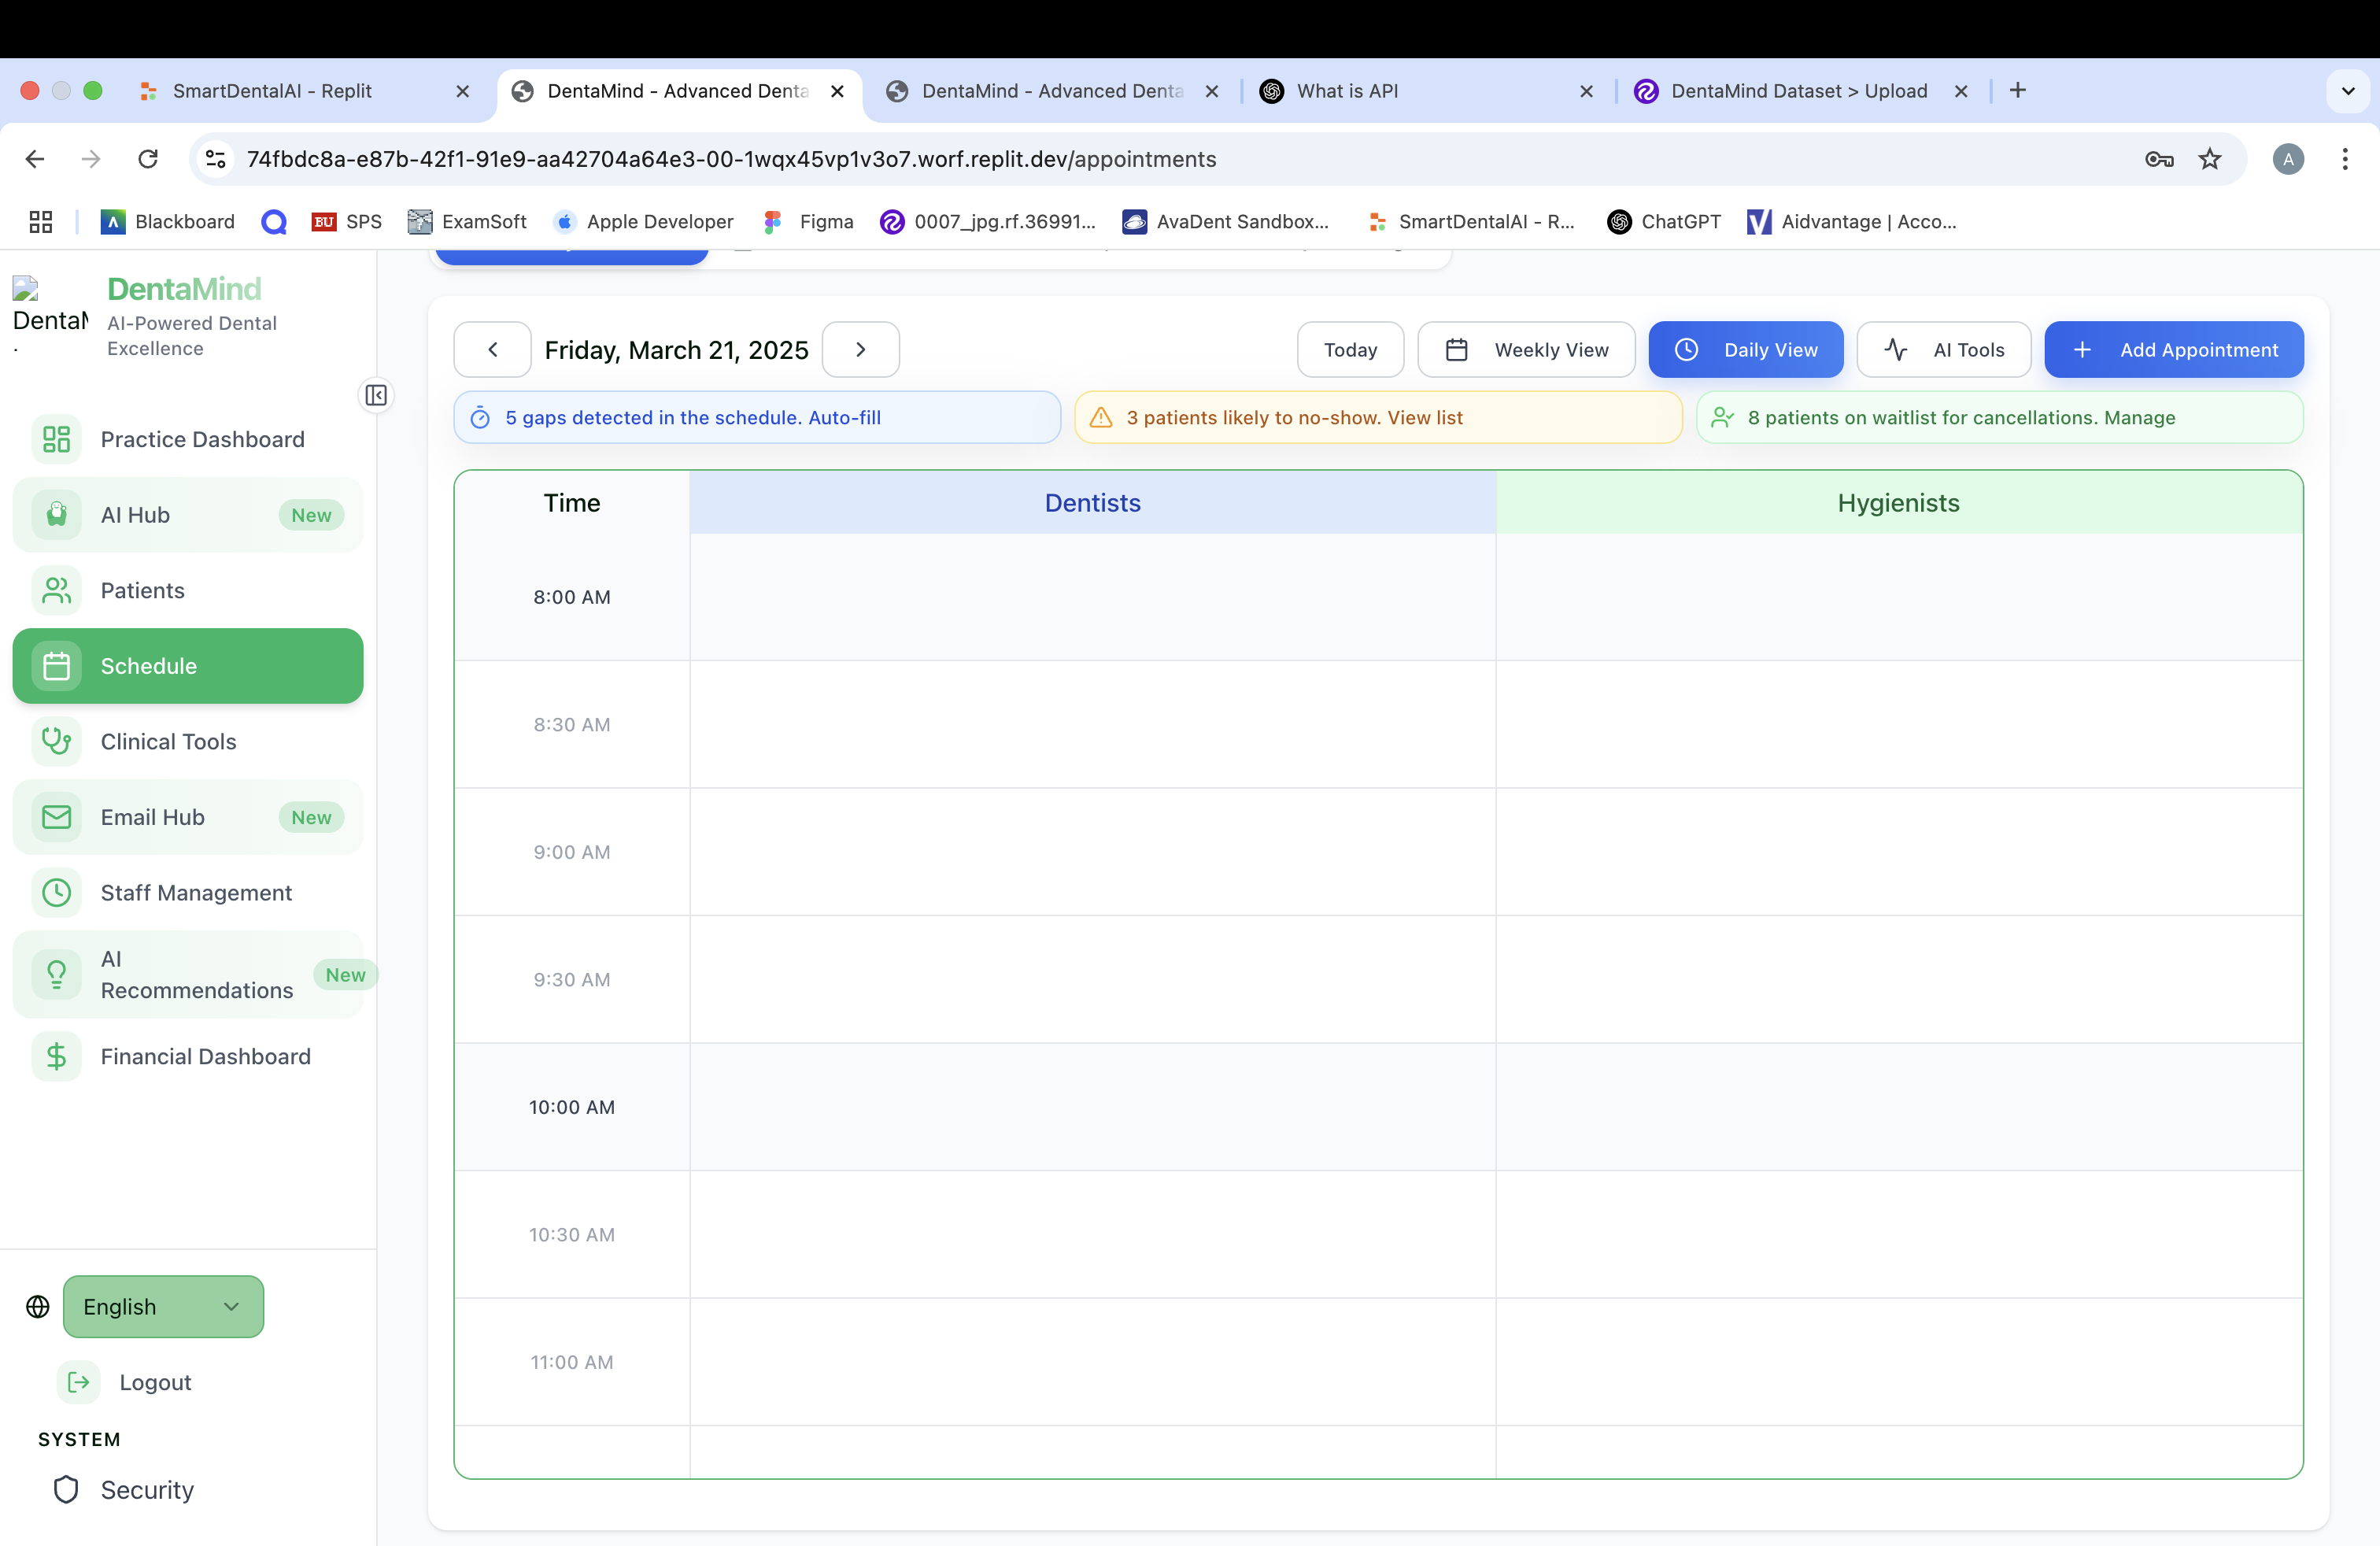 SmartDentalAI - Replit
DentaMind - Advanced Denta
DentaMind - Advanced Denta
What is API
DentaMind Dataset > Upload
74fbdc8a-e87b-42f1-91e9-aa42704a64e3-00-1wqx45vp1v3o7.worf.replit.dev/appointments
A
Blackboard
BU SPS
ExamSoft
Apple Developer
Figma
0007_jpg.rf.36991...
AvaDent Sandbox...
SmartDentalAI - R...
ChatGPT
Aidvantage | Acco...
DentaM
.
DentaMind
AI-Powered Dental
Excellence
Practice Dashboard
AI Hub New
Patients
Schedule
Clinical Tools
Email Hub New
Staff Management
AI
Recommendations New
Financial Dashboard
English
Logout
SYSTEM
Security
Friday, March 21, 2025
Today
Weekly View
Daily View
AI Tools
Add Appointment
5 gaps detected in the schedule. Auto-fill
3 patients likely to no-show. View list
8 patients on waitlist for cancellations. Manage
Time Dentists Hygienists
8:00 AM
8:30 AM
9:00 AM
9:30 AM
10:00 AM
10:30 AM
11:00 AM